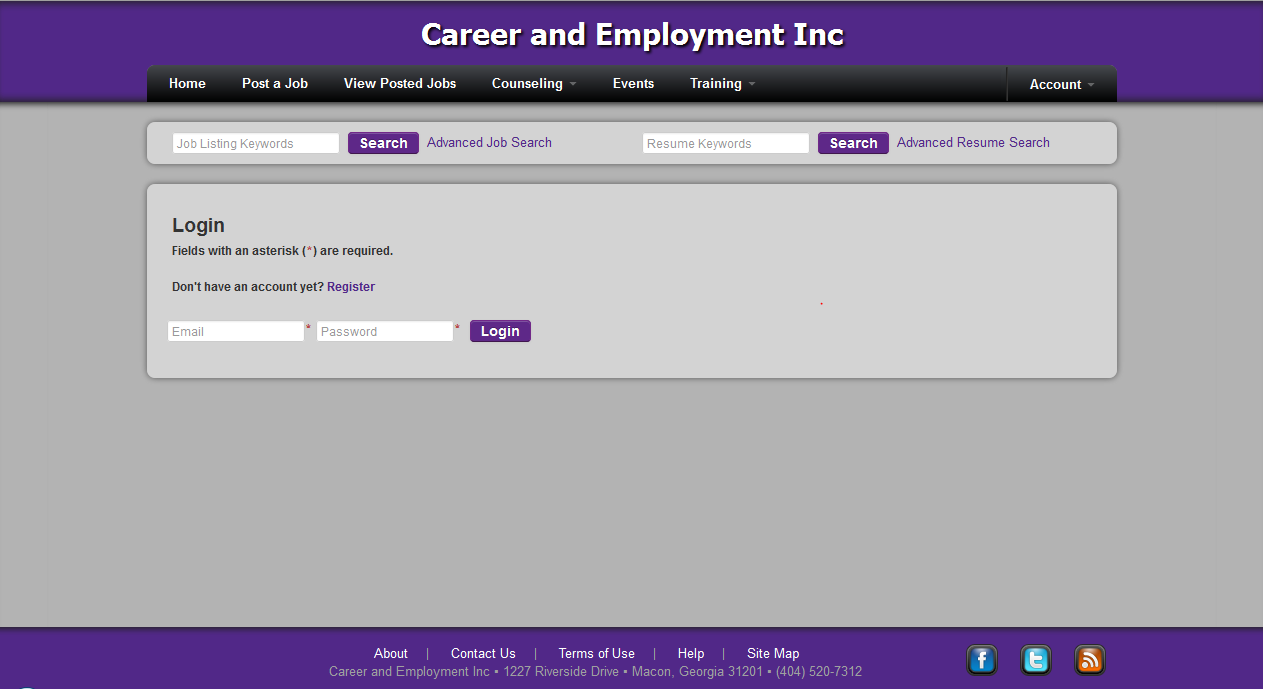 Career and Employment Inc
Home Post a Job View Posted Jobs Counseling Events Training Account
Job Listing Keywords Search Advanced Job Search Resume Keywords Search Advanced Resume Search
Login
Fields with an asterisk (*) are required.
Don't have an account yet? Register
Email * Password * Login
About | Contact Us | Terms of Use | Help | Site Map
Career and Employment Inc • 1227 Riverside Drive • Macon, Georgia 31201 • (404) 520-7312